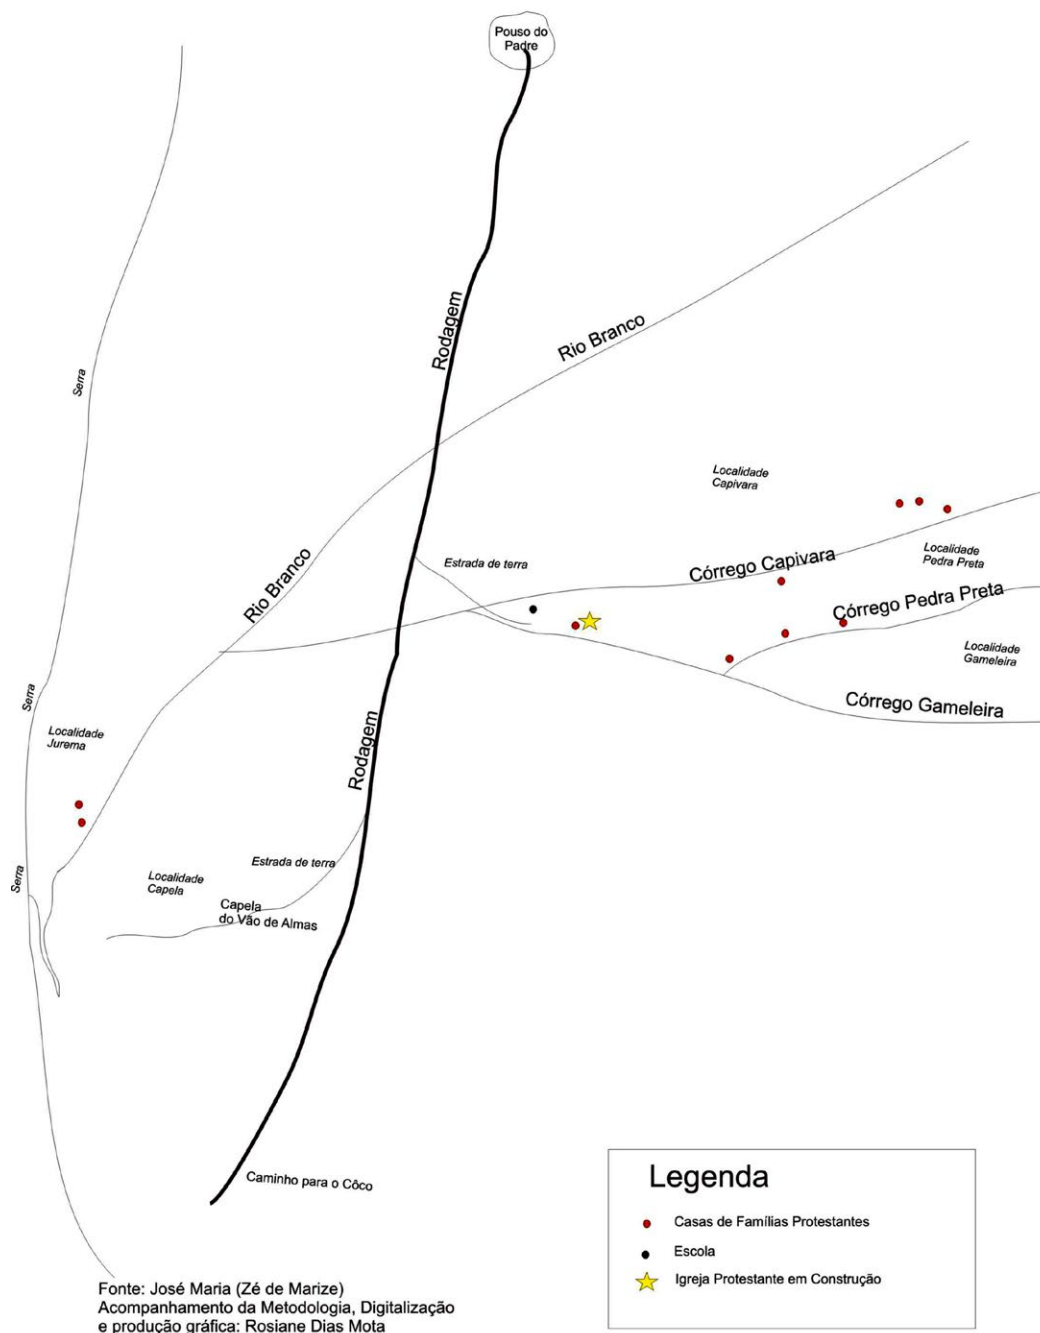 Pouso do
Padre
Rio Branco
Rodagem
Serra
Localidade
Capivara
Localidade
Pedra Preta
Estrada de terra
Córrego Capivara
Rio Branco
Córrego Pedra Preta
Localidade
Gameleira
Serra
Córrego Gameleira
Localidade
Jurema
Rodagem
Serra
Estrada de terra
Localidade
Capela
Capela
do Vão de Almas
Caminho para o Côco
Legenda
Casas de Famílias Protestantes
Escola
Igreja Protestante em Construção
Fonte: José Maria (Zé de Marize)
Acompanhamento da Metodologia, Digitalização
e produção gráfica: Rosiane Dias Mota